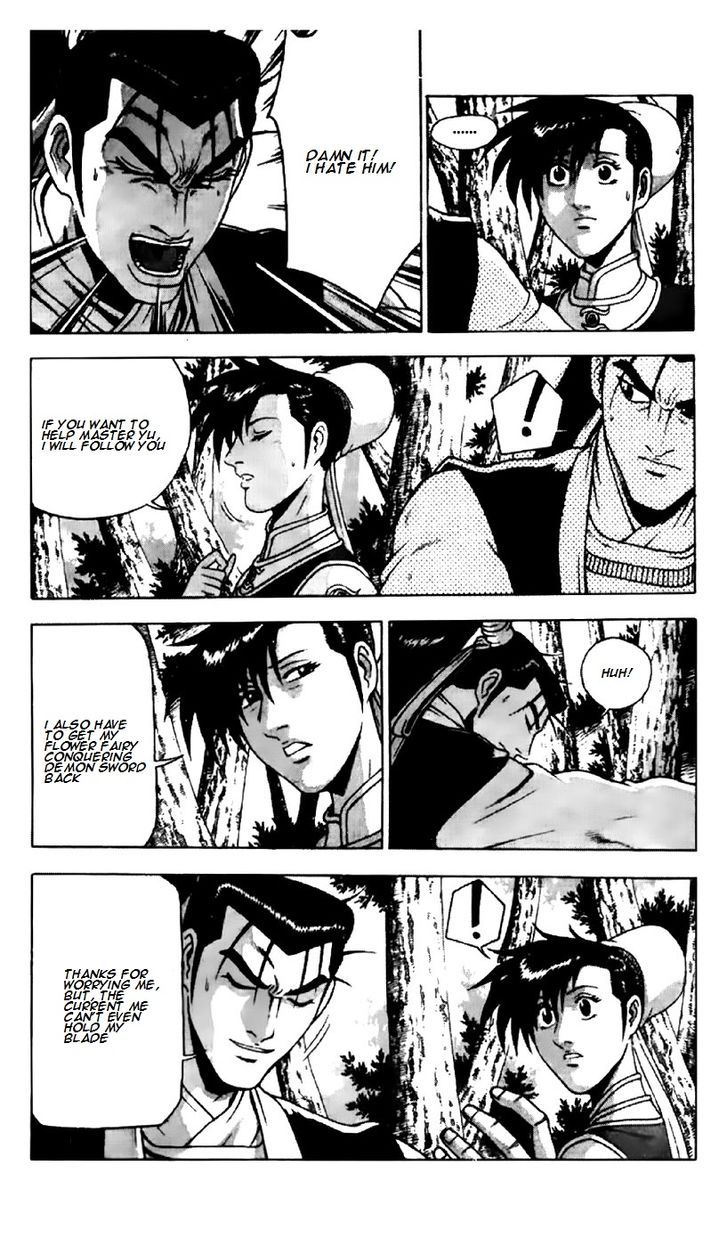 DAMN IT!
I HATE HIM!
......
IF YOU WANT TO
HELP MASTER YU,
I WILL FOLLOW YOU
!
I ALSO HAVE
TO GET MY
FLOWER FAIRY
CONQUERING
DEMON SWORD
BACK
HUH!
THANKS FOR
WORRYING ME,
BUT, THE
CURRENT ME
CAN'T EVEN
HOLD MY
BLADE
!